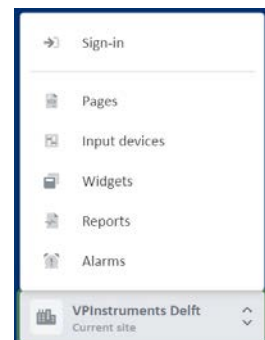 Sign-in
Pages
Input devices
Widgets
Reports
Alarms
VPInstruments Delft
Current site